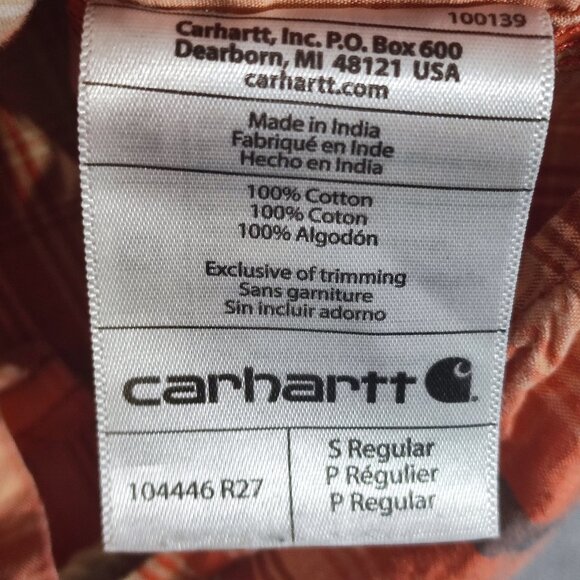 100139
Carhartt, Inc. P.O. Box 600
Dearborn, MI 48121 USA
carhartt.com
Made in India
Fabriqué en Inde
Hecho en India
100% Cotton
100% Coton
100% Algodón
Exclusive of trimming
Sans garniture
Sin incluir adorno
carhartt
104446 R27
S Regular
P Régulier
P Regular